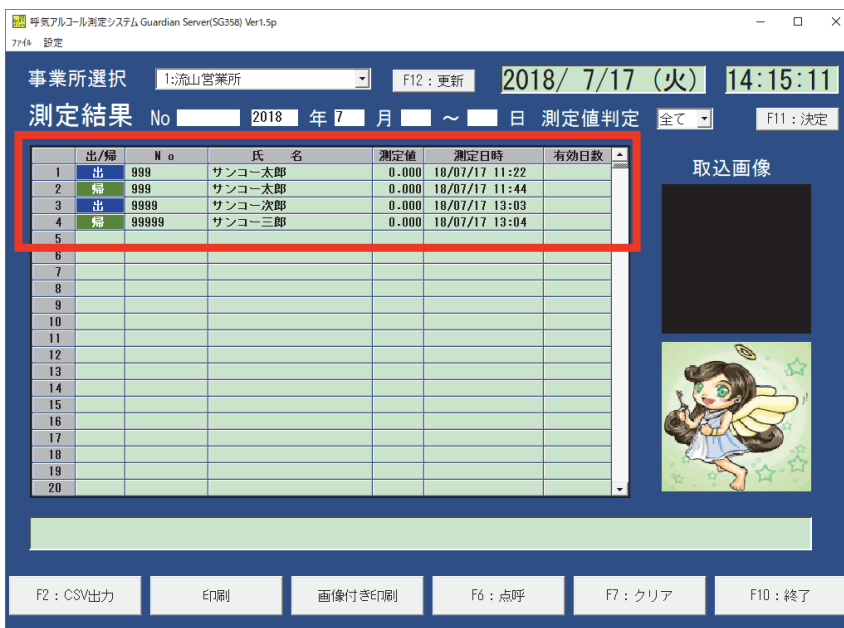 呼気アルコール測定システム Guardian Server(SG358) Ver1.5p
ファイル 設定
事業所選択 1:流山営業所 F12：更新 2018/ 7/17 (火) 14:15:11
測定結果 No 2018 年 7 月 ～ 日 測定値判定 全て F11：決定
出/帰 No 氏 名 測定値 測定日時 有効日数
1 出 999 サンコー太郎 0.000 18/07/17 11:22
2 帰 999 サンコー太郎 0.000 18/07/17 11:44
3 出 9999 サンコー次郎 0.000 18/07/17 13:03
4 帰 99999 サンコー三郎 0.000 18/07/17 13:04
5
6
7
8
9
10
11
12
13
14
15
16
17
18
19
20
取込画像
F2：CSV出力 印刷 画像付き印刷 F6：点呼 F7：クリア F10：終了